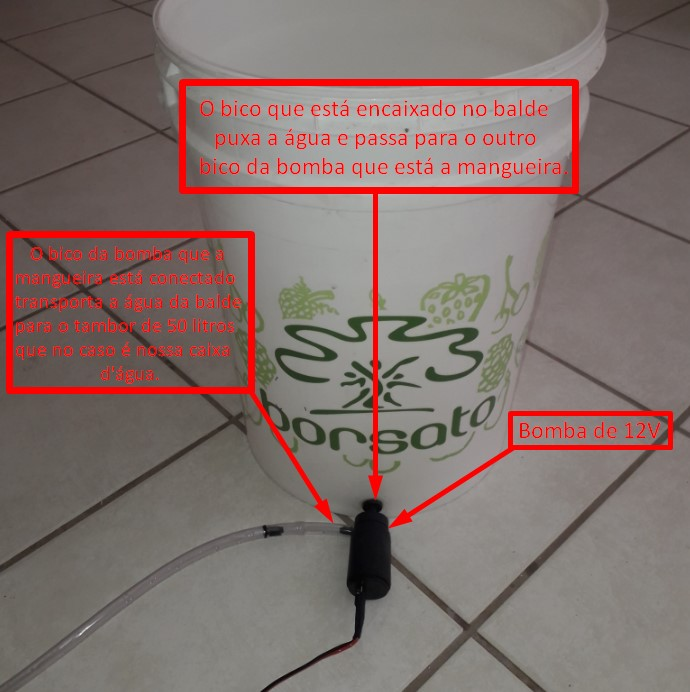 O bico que está encaixado no balde
puxa a água e passa para o outro
bico da bomba que está a mangueira.
O bico da bomba que a
mangueira está conectado
transporta a água da balde
para o tambor de 50 litros
que no caso é nossa caixa
d'água.
borsato
Bomba de 12V